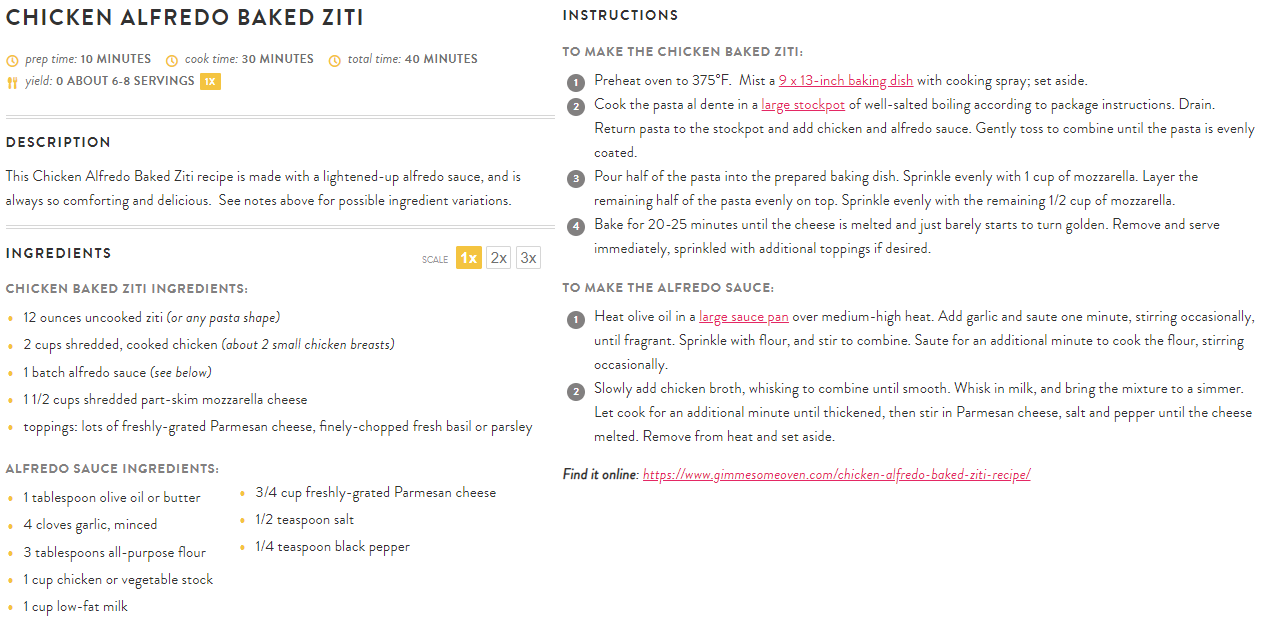 CHICKEN ALFREDO BAKED ZITI
prep time: 10 MINUTES cook time: 30 MINUTES total time: 40 MINUTES
yield: 0 ABOUT 6-8 SERVINGS 1X
DESCRIPTION
This Chicken Alfredo Baked Ziti recipe is made with a lightened-up alfredo sauce, and is
always so comforting and delicious. See notes above for possible ingredient variations.
INGREDIENTS
SCALE 1x 2x 3x
CHICKEN BAKED ZITI INGREDIENTS:
12 ounces uncooked ziti (or any pasta shape)
2 cups shredded, cooked chicken (about 2 small chicken breasts)
1 batch alfredo sauce (see below)
1 1/2 cups shredded part-skim mozzarella cheese
toppings: lots of freshly-grated Parmesan cheese, finely-chopped fresh basil or parsley
ALFREDO SAUCE INGREDIENTS:
1 tablespoon olive oil or butter
4 cloves garlic, minced
3 tablespoons all-purpose flour
1 cup chicken or vegetable stock
1 cup low-fat milk
3/4 cup freshly-grated Parmesan cheese
1/2 teaspoon salt
1/4 teaspoon black pepper
INSTRUCTIONS
TO MAKE THE CHICKEN BAKED ZITI:
1 Preheat oven to 375°F. Mist a 9 x 13-inch baking dish with cooking spray; set aside.
2 Cook the pasta al dente in a large stockpot of well-salted boiling according to package instructions. Drain.
Return pasta to the stockpot and add chicken and alfredo sauce. Gently toss to combine until the pasta is evenly
coated.
3 Pour half of the pasta into the prepared baking dish. Sprinkle evenly with 1 cup of mozzarella. Layer the
remaining half of the pasta evenly on top. Sprinkle evenly with the remaining 1/2 cup of mozzarella.
4 Bake for 20-25 minutes until the cheese is melted and just barely starts to turn golden. Remove and serve
immediately, sprinkled with additional toppings if desired.
TO MAKE THE ALFREDO SAUCE:
1 Heat olive oil in a large sauce pan over medium-high heat. Add garlic and saute one minute, stirring occasionally,
until fragrant. Sprinkle with flour, and stir to combine. Saute for an additional minute to cook the flour, stirring
occasionally.
2 Slowly add chicken broth, whisking to combine until smooth. Whisk in milk, and bring the mixture to a simmer.
Let cook for an additional minute until thickened, then stir in Parmesan cheese, salt and pepper until the cheese
melted. Remove from heat and set aside.
Find it online: https://www.gimmesomeoven.com/chicken-alfredo-baked-ziti-recipe/